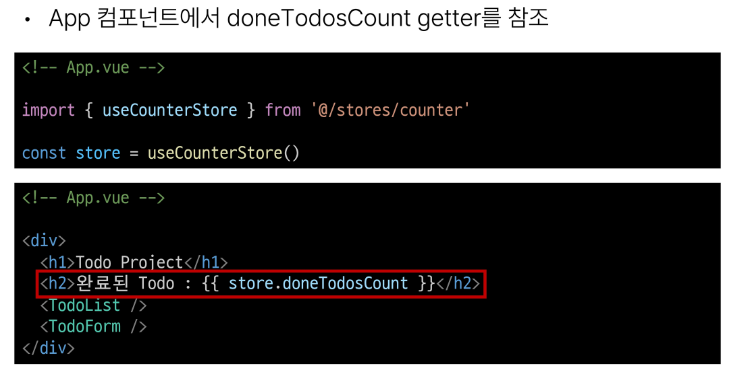 • App 컴포넌트에서 doneTodosCount getter를 참조
<!-- App.vue -->
import { useCounterStore } from '@/stores/counter'
const store = useCounterStore()
<!-- App.vue -->
<div>
<h1>Todo Project</h1>
<h2>완료된 Todo : {{ store.doneTodosCount }}</h2>
<TodoList />
<TodoForm />
</div>